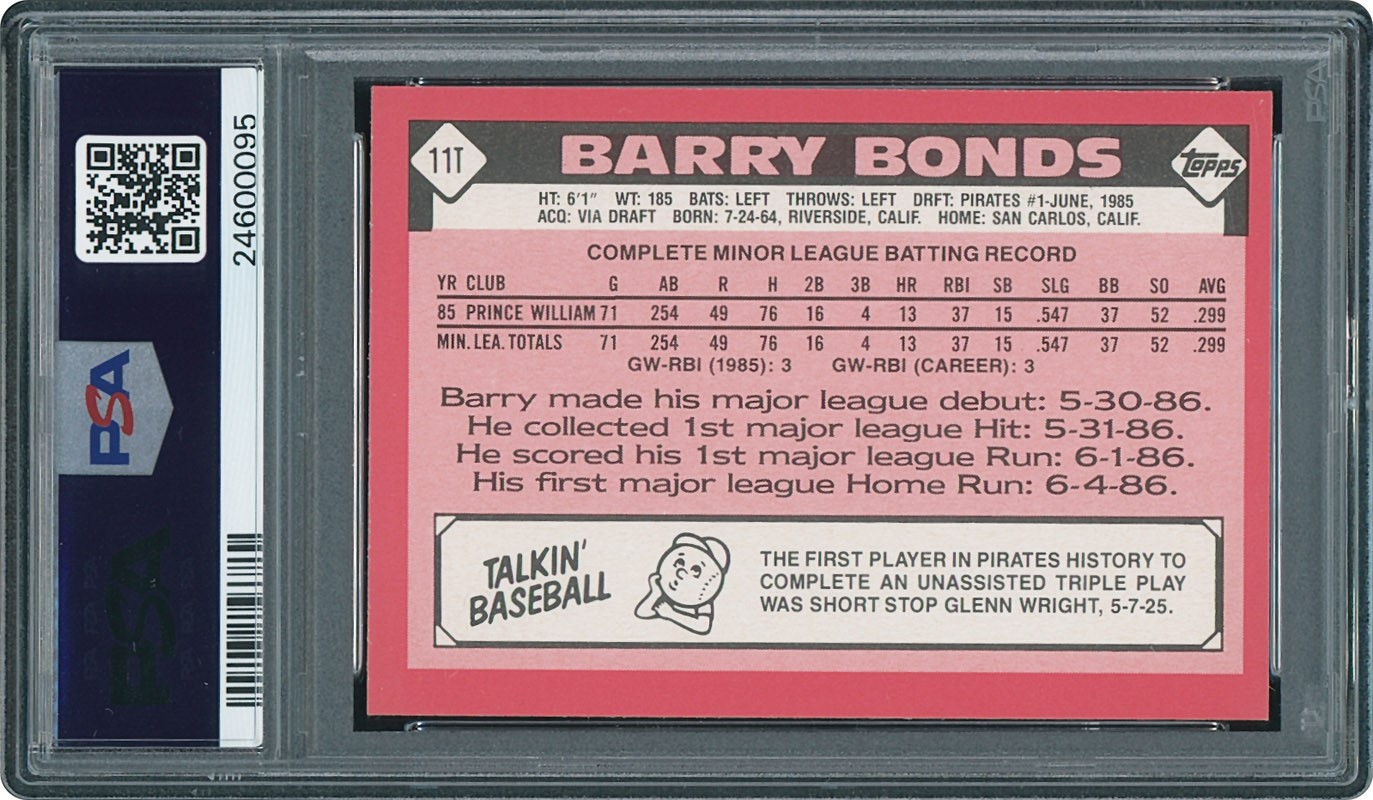 24600095
PSA
PSA
PSA
11T
BARRY BONDS
Topps
HT: 6'1" WT: 185 BATS: LEFT THROWS: LEFT DRFT: PIRATES #1-JUNE, 1985
ACQ: VIA DRAFT BORN: 7-24-64, RIVERSIDE, CALIF. HOME: SAN CARLOS, CALIF.
COMPLETE MINOR LEAGUE BATTING RECORD
YR CLUB G AB R H 2B 3B HR RBI SB SLG BB SO AVG
85 PRINCE WILLIAM 71 254 49 76 16 4 13 37 15 .547 37 52 .299
MIN. LEA. TOTALS 71 254 49 76 16 4 13 37 15 .547 37 52 .299
GW-RBI (1985): 3 GW-RBI (CAREER): 3
Barry made his major league debut: 5-30-86.
He collected 1st major league Hit: 5-31-86.
He scored his 1st major league Run: 6-1-86.
His first major league Home Run: 6-4-86.
TALKIN'
BASEBALL
THE FIRST PLAYER IN PIRATES HISTORY TO
COMPLETE AN UNASSISTED TRIPLE PLAY
WAS SHORT STOP GLENN WRIGHT, 5-7-25.